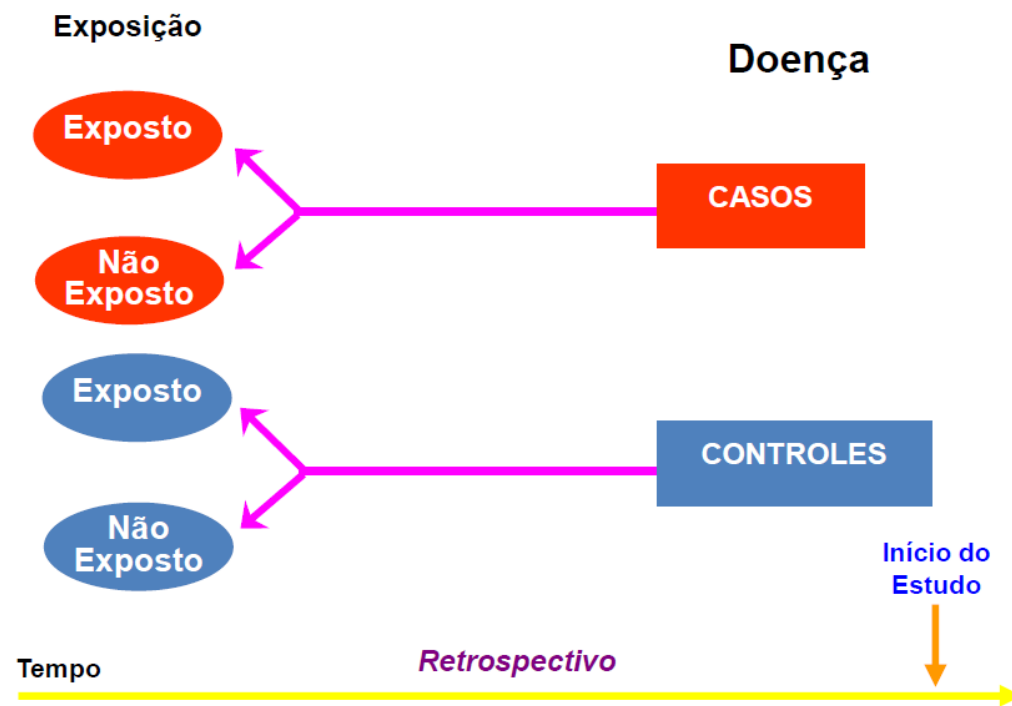 Exposição
Doença
Exposto
CASOS
Não
Exposto
Exposto
CONTROLES
Não
Exposto
Início do
Estudo
Tempo
Retrospectivo